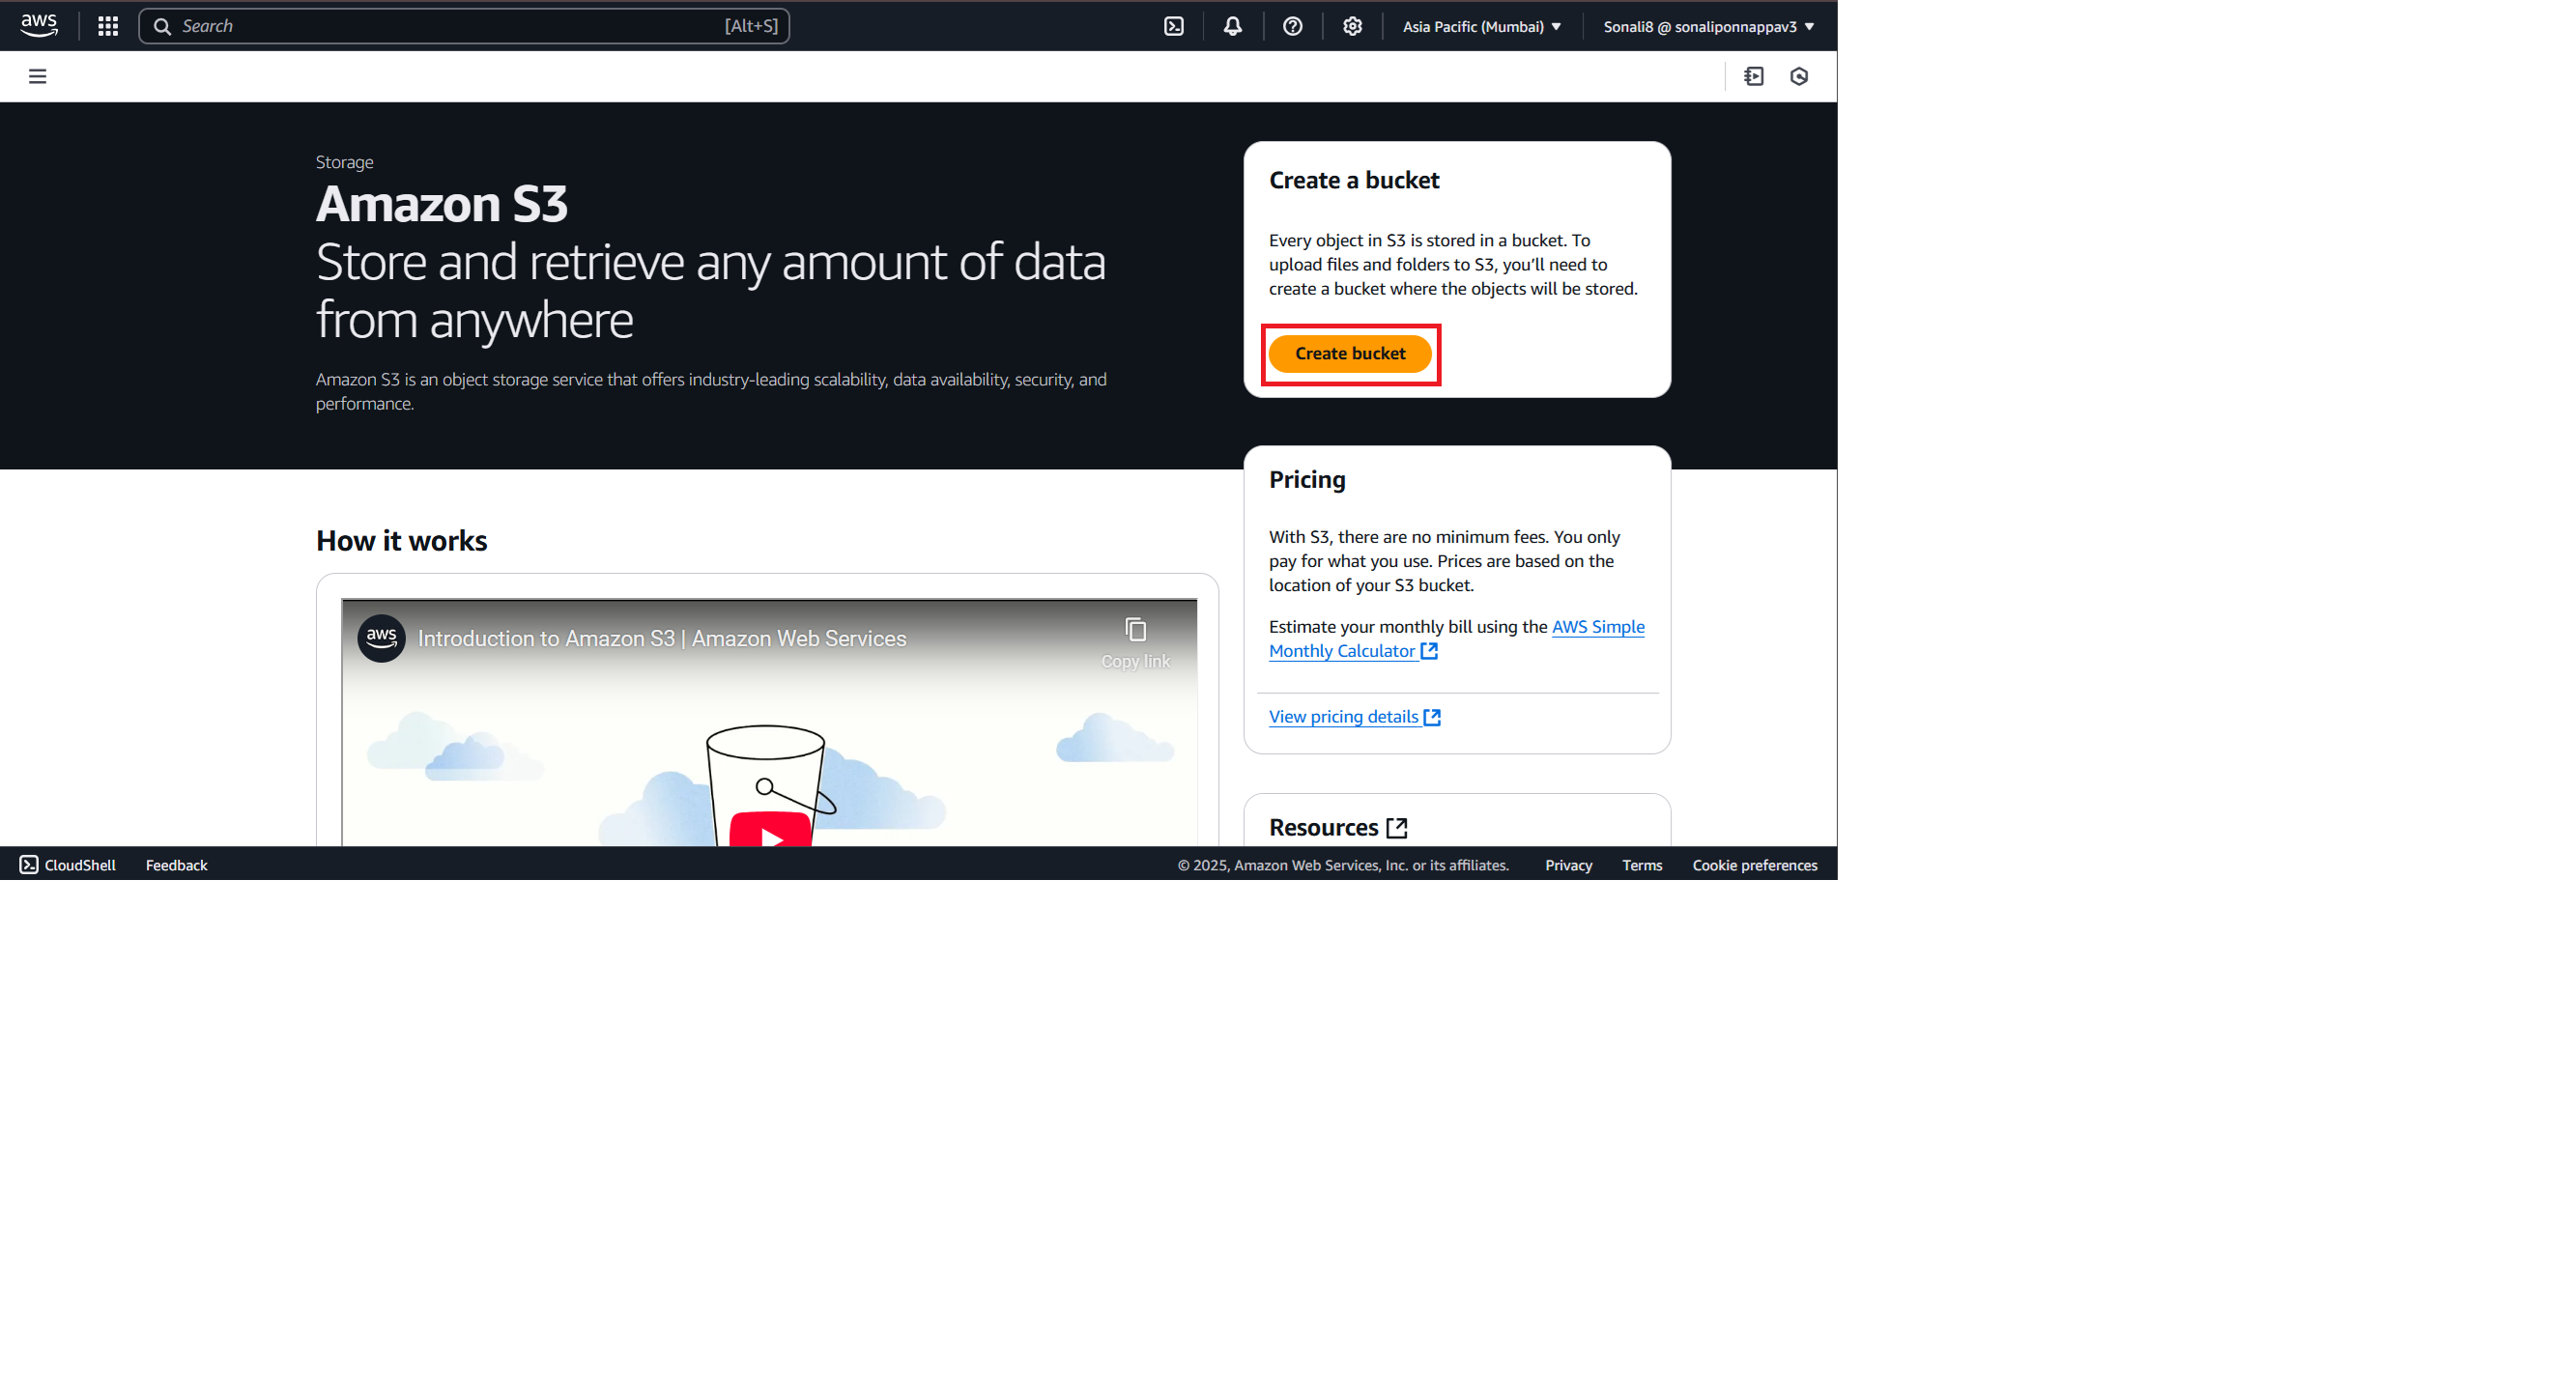 aws
Search [Alt+S]
Asia Pacific (Mumbai)
Sonali8 @ sonaliponnappav3
Storage
Amazon S3
Store and retrieve any amount of data
from anywhere
Amazon S3 is an object storage service that offers industry-leading scalability, data availability, security, and
performance.
Create a bucket
Every object in S3 is stored in a bucket. To
upload files and folders to S3, you’ll need to
create a bucket where the objects will be stored.
Create bucket
Pricing
With S3, there are no minimum fees. You only
pay for what you use. Prices are based on the
location of your S3 bucket.
Estimate your monthly bill using the AWS Simple
Monthly Calculator
View pricing details
Resources
How it works
aws
Introduction to Amazon S3 | Amazon Web Services
Copy link
CloudShell
Feedback
© 2025, Amazon Web Services, Inc. or its affiliates.
Privacy
Terms
Cookie preferences